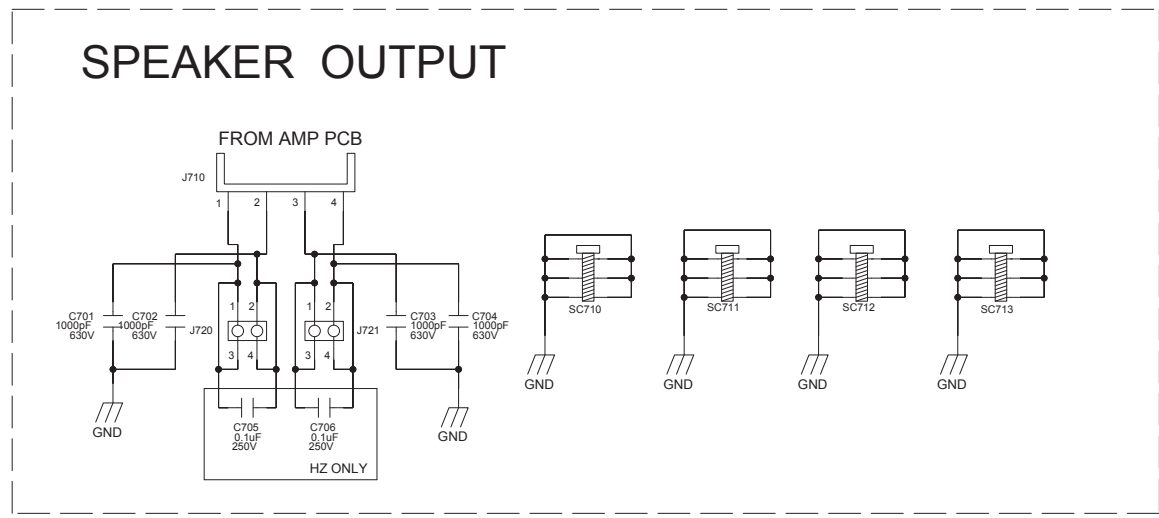 SPEAKER OUTPUT
FROM AMP PCB
J710
1 2 3 4
C701
1000pF
630V
C702
1000pF
630V
J720
1 2
3 4
1 2
3 4
J721
C703
1000pF
630V
C704
1000pF
630V
GND
C705
0.1uF
250V
C706
0.1uF
250V
HZ ONLY
GND
SC710
GND
SC711
GND
SC712
GND
SC713
GND